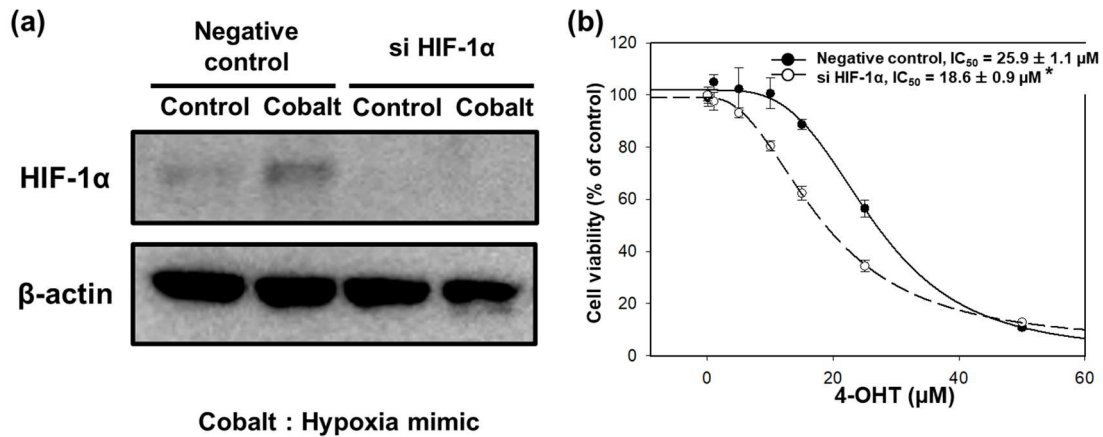 (a)
Negative
control
si HIF-1α
Control Cobalt Control Cobalt
HIF-1α
β-actin
Cobalt : Hypoxia mimic
(b)
Negative control, IC50 = 25.9 ± 1.1 µM
si HIF-1α, IC50 = 18.6 ± 0.9 µM *
Cell viability (% of control)
120
100
80
60
40
20
0
0 20 40 60
4-OHT (µM)